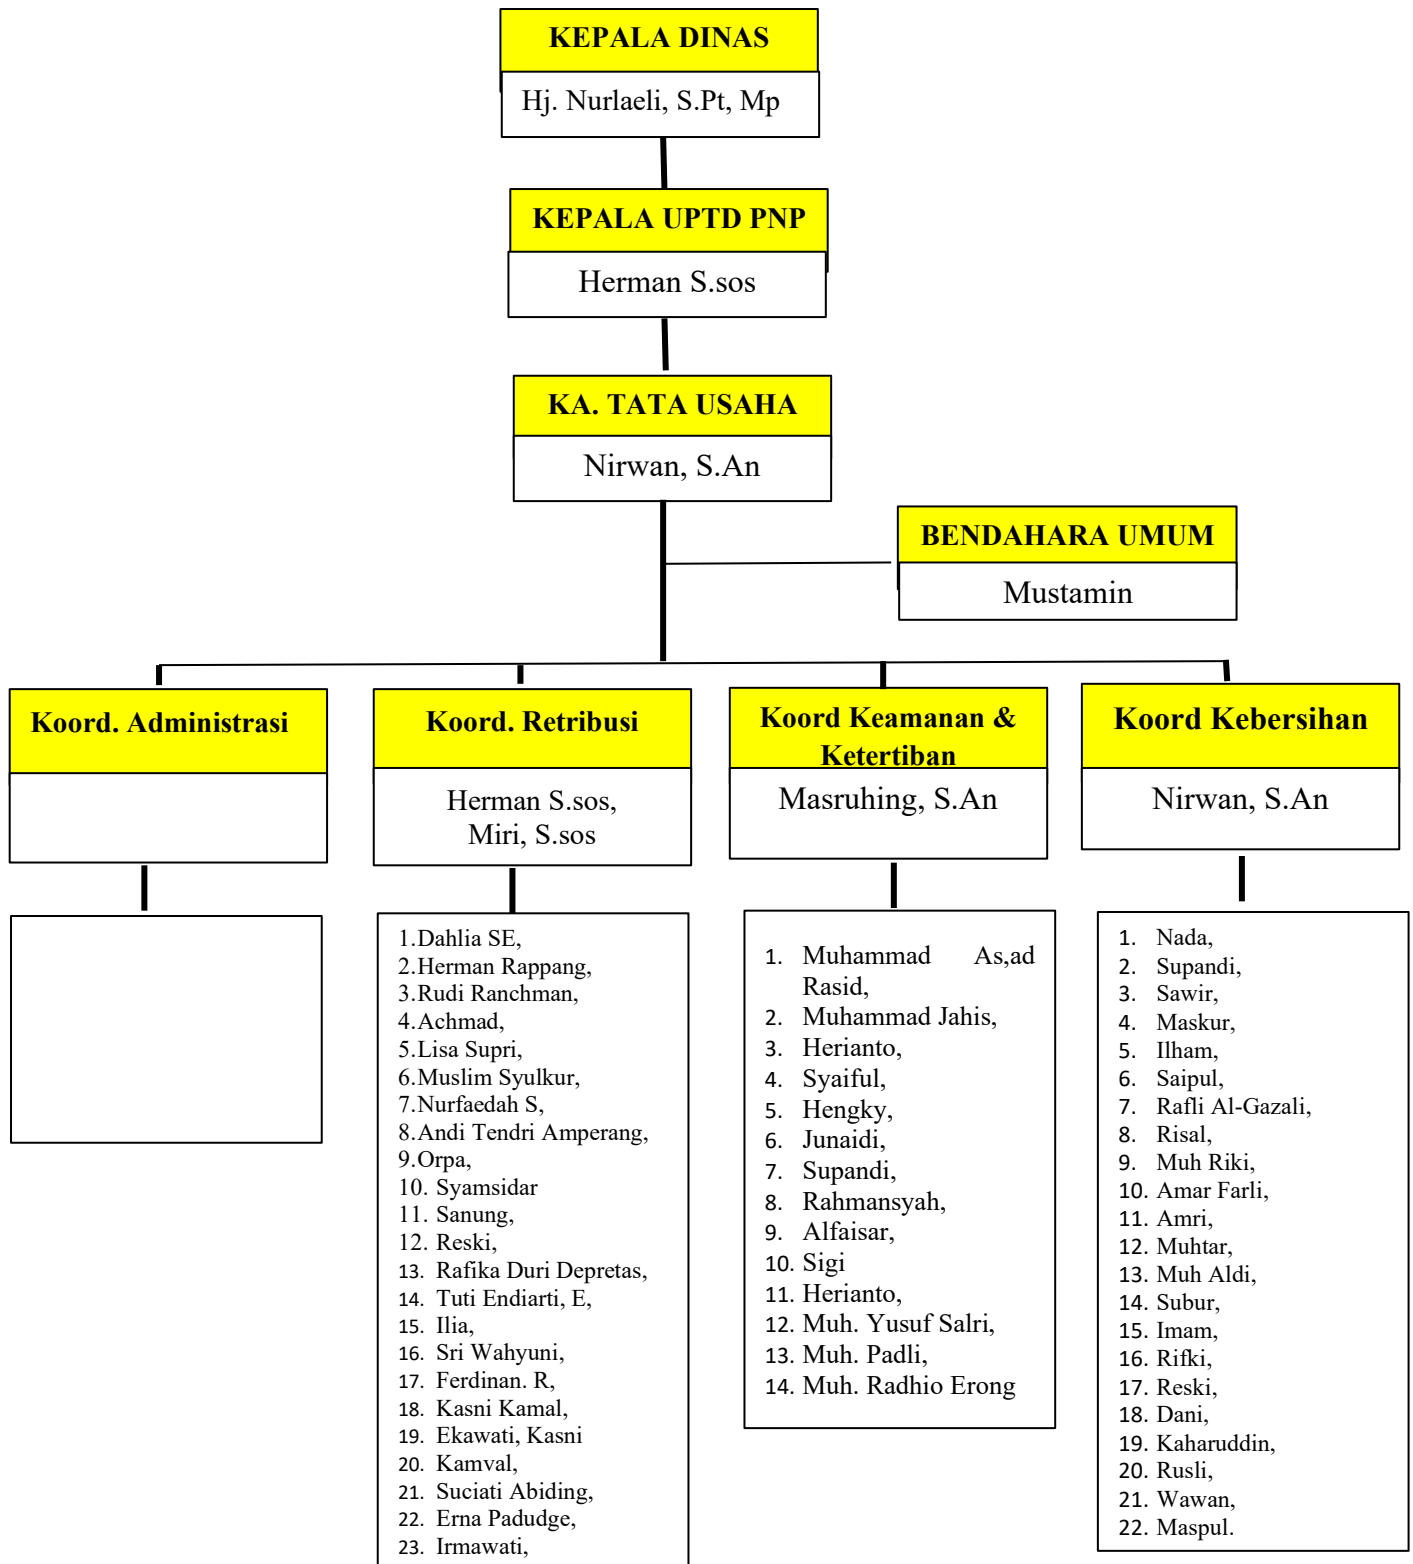 KEPALA DINAS
Hj. Nurlaeli, S.Pt, Mp
KEPALA UPTD PNP
Herman S.sos
KA. TATA USAHA
Nirwan, S.An
BENDAHARA UMUM
Mustamin
Koord. Administrasi
Koord. Retribusi
Herman S.sos,
Miri, S.sos
1.Dahlia SE,
2.Herman Rappang,
3.Rudi Ranchman,
4.Achmad,
5.Lisa Supri,
6.Muslim Syulkur,
7.Nurfaedah S,
8.Andi Tendri Amperang,
9.Orpa,
10. Syamsidar
11. Sanung,
12. Reski,
13. Rafika Duri Depretas,
14. Tuti Endiarti, E,
15. Ilia,
16. Sri Wahyuni,
17. Ferdinan. R,
18. Kasni Kamal,
19. Ekawati, Kasni
20. Kamval,
21. Suciati Abiding,
22. Erna Padudge,
23. Irmawati,
Koord Keamanan &
Ketertiban
Masruhing, S.An
1. Muhammad As,ad
Rasid,
2. Muhammad Jahis,
3. Herianto,
4. Syaiful,
5. Hengky,
6. Junaidi,
7. Supandi,
8. Rahmansyah,
9. Alfaisar,
10. Sigi
11. Herianto,
12. Muh. Yusuf Salri,
13. Muh. Padli,
14. Muh. Radhio Erong
Koord Kebersihan
Nirwan, S.An
1. Nada,
2. Supandi,
3. Sawir,
4. Maskur,
5. Ilham,
6. Saipul,
7. Rafli Al-Gazali,
8. Risal,
9. Muh Riki,
10. Amar Farli,
11. Amri,
12. Muhtar,
13. Muh Aldi,
14. Subur,
15. Imam,
16. Rifki,
17. Reski,
18. Dani,
19. Kaharuddin,
20. Rusli,
21. Wawan,
22. Maspul.